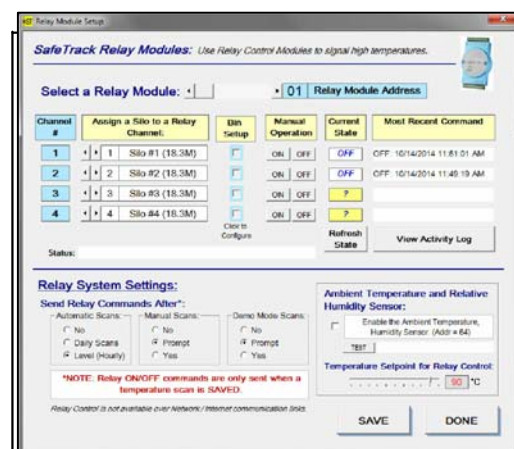 Relay Module Setup
SafeTrack Relay Modules: Use Relay Control Modules to signal high temperatures.
Select a Relay Module: 01 Relay Module Address
Channel # Assign a Silo to a Relay Channel: Bin Setup Manual Operation Current State Most Recent Command
1 1 Silo #1 (18.3M) ON OFF OFF OFF: 10/14/2014 11:51:01 AM
2 2 Silo #2 (18.3M) ON OFF OFF OFF: 10/14/2014 11:49:19 AM
3 3 Silo #3 (18.3M) ON OFF ?
4 4 Silo #4 (18.3M) ON OFF ?
Click to Configure
Refresh State
View Activity Log
Status:
Relay System Settings:
Send Relay Commands After*:
Automatic Scans: Manual Scans: Demo Mode Scans:
No No No
Daily Scans Prompt Prompt
Level (Hourly) Yes Yes
*NOTE: Relay ON/OFF commands are only sent when a
temperature scan is SAVED.
Relay Control is not available over Network / Internet communication links.
Ambient Temperature and Relative
Humidity Sensor:
Enable the Ambient Temperature,
Humidity Sensor. (Addr = 64)
TEST
Temperature Setpoint for Relay Control:
90 °C
SAVE DONE